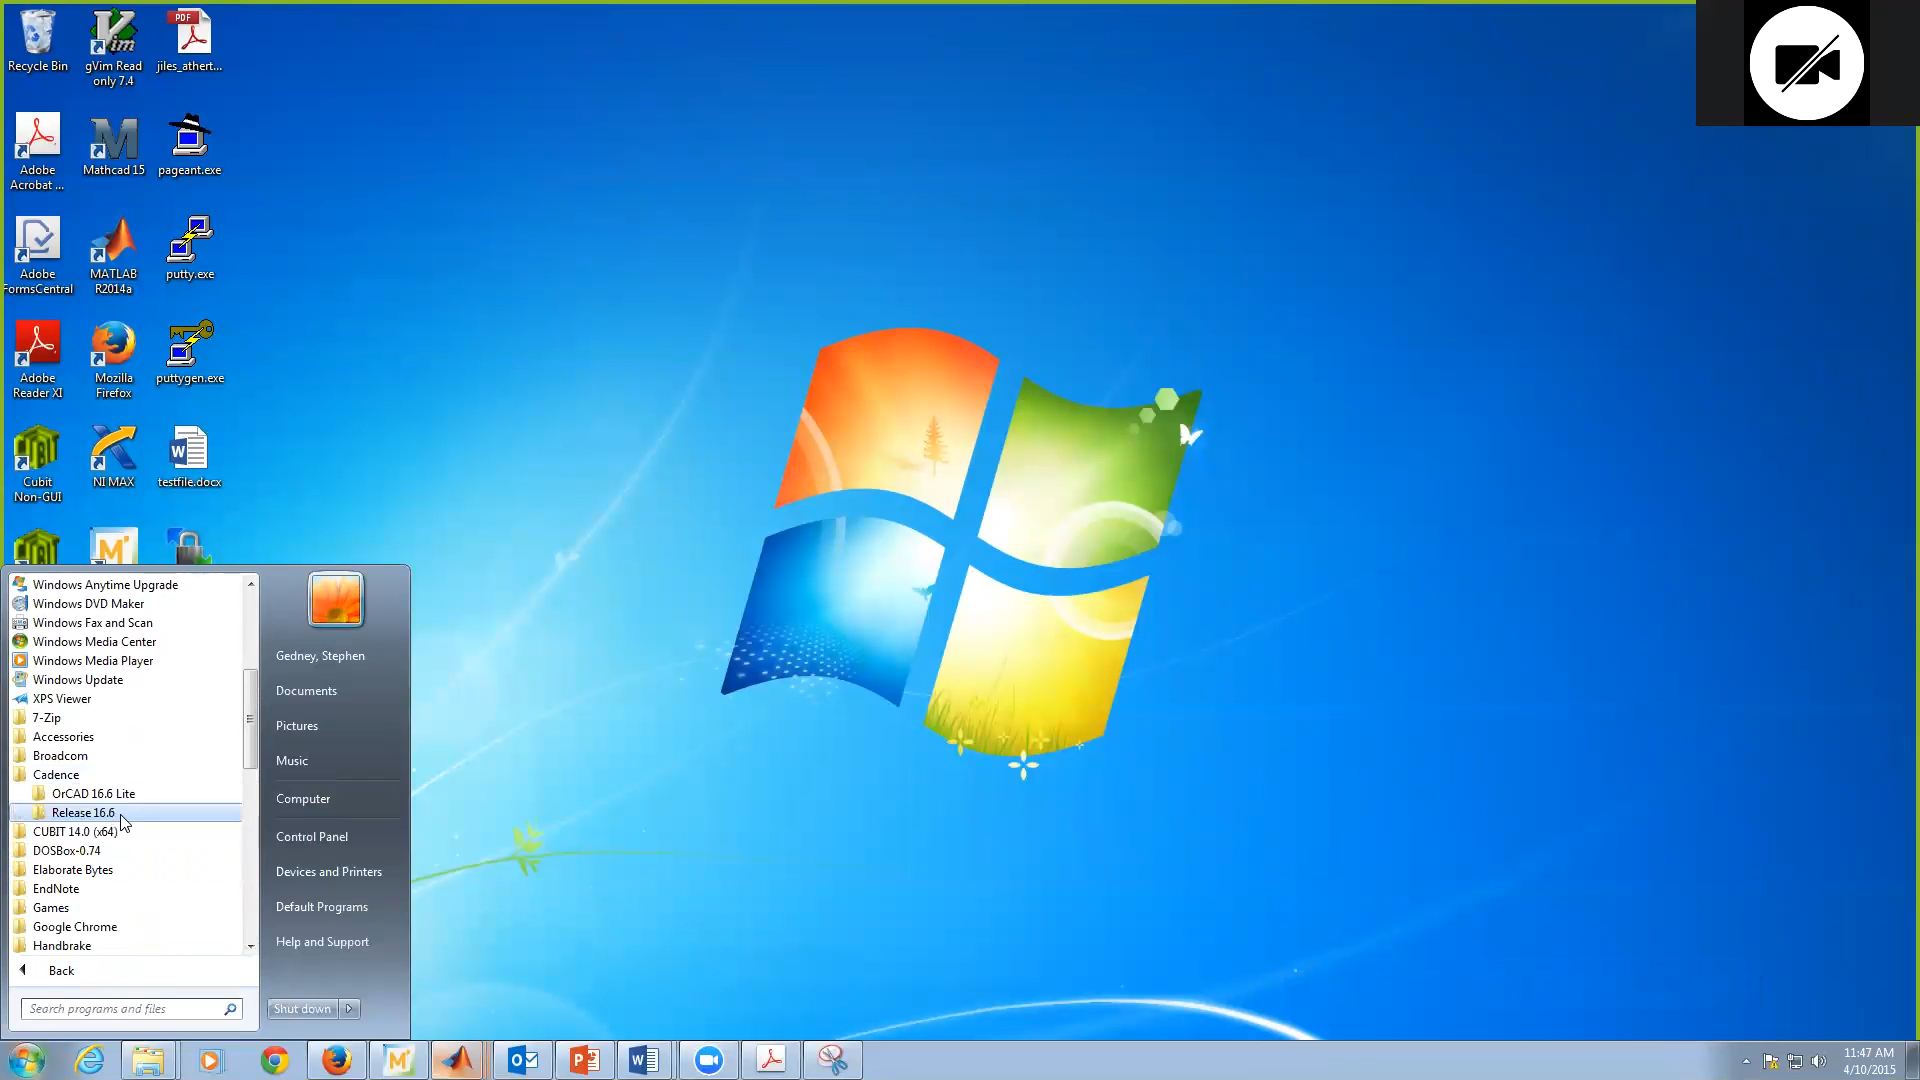 Recycle Bin
gVim Read
only 7.4
PDF
jiles_athert...
Adobe
Acrobat ...
Mathcad 15
pageant.exe
Adobe
FormsCentral
MATLAB
R2014a
putty.exe
Adobe
Reader XI
Mozilla
Firefox
puttygen.exe
Cubit
Non-GUI
NI MAX
testfile.docx
Windows Anytime Upgrade
Windows DVD Maker
Windows Fax and Scan
Windows Media Center
Windows Media Player
Windows Update
XPS Viewer
7-Zip
Accessories
Broadcom
Cadence
OrCAD 16.6 Lite
Release 16.6
CUBIT 14.0 (x64)
DOSBox-0.74
Elaborate Bytes
EndNote
Games
Google Chrome
Handbrake
Back
Search programs and files
Gedney, Stephen
Documents
Pictures
Music
Computer
Control Panel
Devices and Printers
Default Programs
Help and Support
Shut down
11:47 AM
4/10/2015